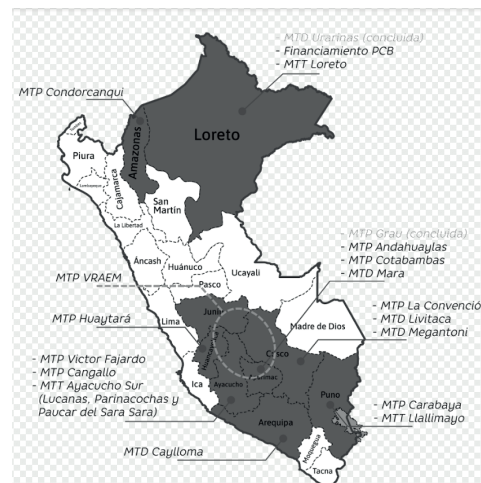 - MTD Urarinas (concluida)
- Financiamiento PCB
- MTT Loreto
MTP Condorcanqui
Loreto
Amazonas
Piura
Cajamarca
San
Martín
La Libertad
- MTP Grau (concluida)
- MTP Andahuaylas
- MTP Cotabambas
- MTD Mara
Áncash
Huánuco
Ucayali
Pasco
MTP VRAEM
- MTP La Convenció
- MTD Livitaca
- MTD Megantoni
Junín
Lima
Madre de Dios
MTP Huaytará
Cusco
- MTP Victor Fajardo
- MTP Cangallo
- MTT Ayacucho Sur
(Lucanas, Parinacochas y
Paucar del Sara Sara)
Ica
Ayacucho
Puno
- MTP Carabaya
- MTT Llallimayo
Arequipa
Moquegua
MTD Caylloma
Tacna